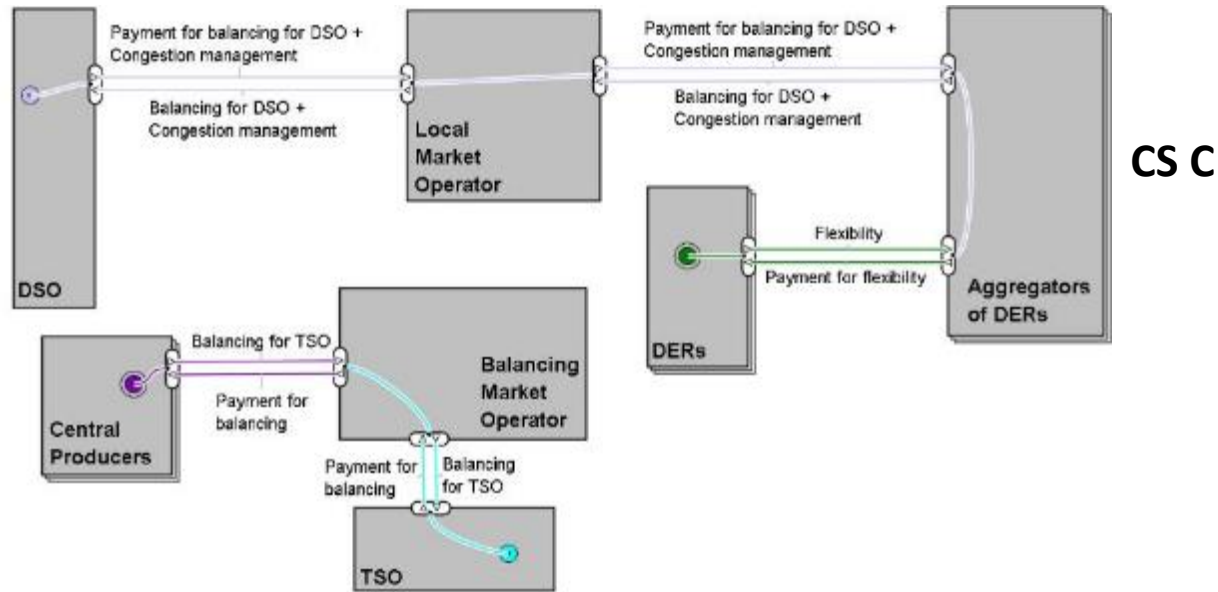 Payment for balancing for DSO +
Congestion management
Balancing for DSO +
Congestion management
Local
Market
Operator
Payment for balancing for DSO +
Congestion management
Balancing for DSO +
Congestion management
CS C
DSO
Flexibility
Payment for flexibility
DERs
Aggregators
of DERs
Balancing for TSO
Payment for
balancing
Central
Producers
Balancing
Market
Operator
Payment for
balancing
Balancing
for TSO
TSO